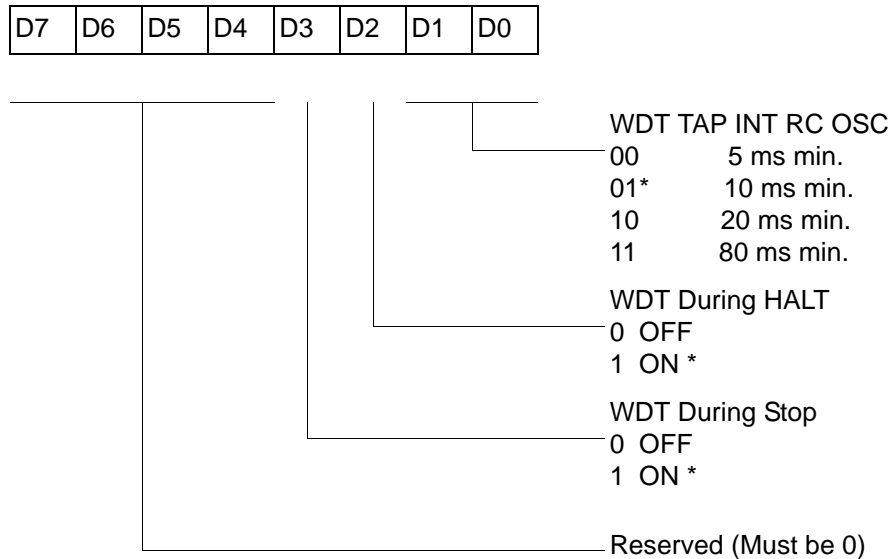 D7 D6 D5 D4 D3 D2 D1 D0
WDT TAP INT RC OSC
00 5 ms min.
01* 10 ms min.
10 20 ms min.
11 80 ms min.
WDT During HALT
0 OFF
1 ON *
WDT During Stop
0 OFF
1 ON *
Reserved (Must be 0)